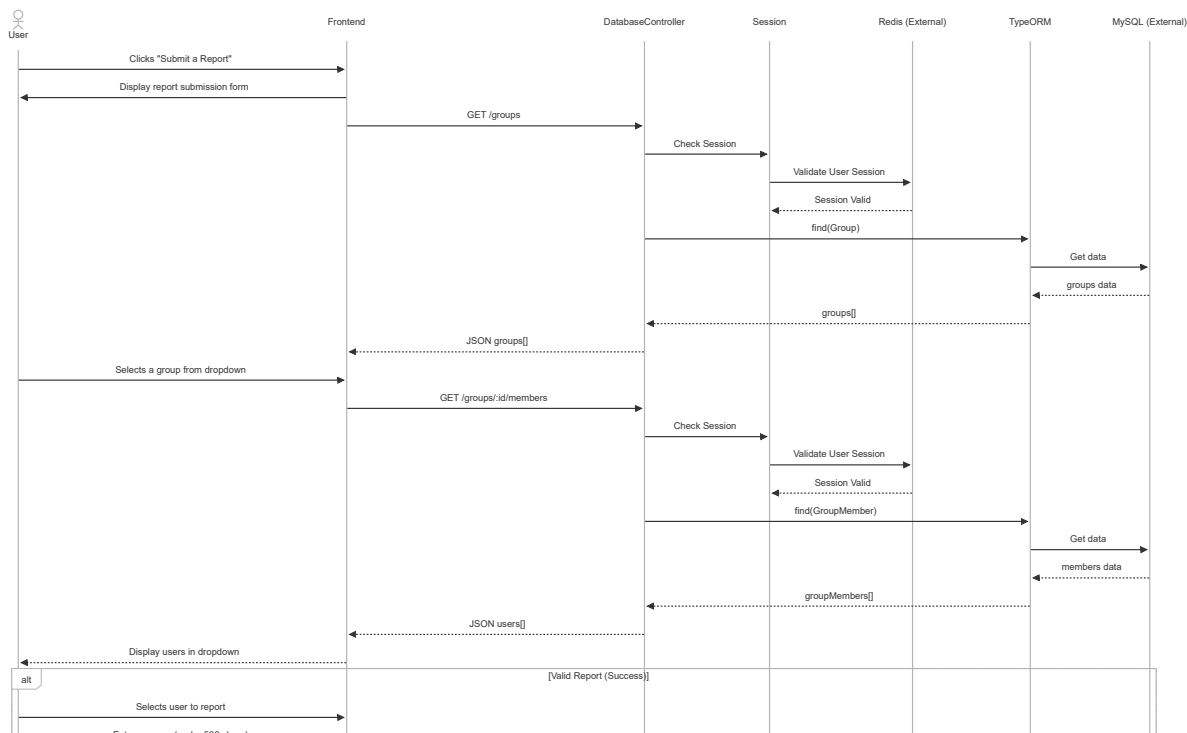 User
Frontend
DatabaseController
Session
Redis (External)
TypeORM
MySQL (External)
Clicks "Submit a Report"
Display report submission form
GET /groups
Check Session
Validate User Session
Session Valid
find(Group)
Get data
groups data
groups[]
JSON groups[]
Selects a group from dropdown
GET /groups/:id/members
Check Session
Validate User Session
Session Valid
find(GroupMember)
Get data
members data
groupMembers[]
JSON users[]
Display users in dropdown
alt
[Valid Report (Success)]
Selects user to report